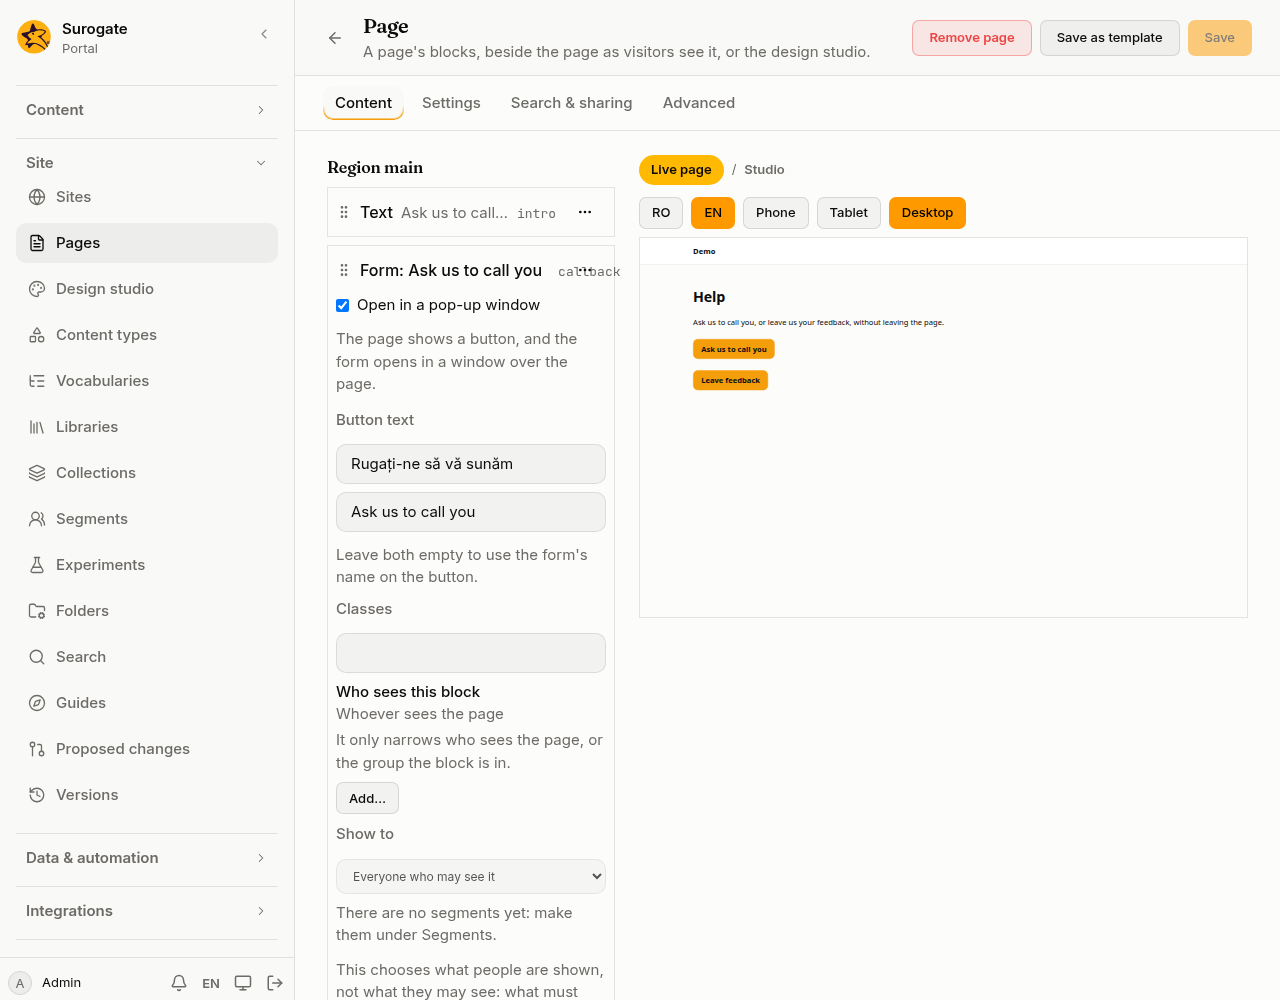 Surogate
Portal
Content
Site
Sites
Pages
Design studio
Content types
Vocabularies
Libraries
Collections
Segments
Experiments
Folders
Search
Guides
Proposed changes
Versions
Data & automation
Integrations
A Admin EN
Page
A page's blocks, beside the page as visitors see it, or the design studio.
Remove page Save as template Save
Content Settings Search & sharing Advanced
Region main
Text Ask us to call... intro ...
Form: Ask us to call you callback ...
Open in a pop-up window
The page shows a button, and the
form opens in a window over the
page.
Button text
Rugați-ne să vă sunăm
Ask us to call you
Leave both empty to use the form's
name on the button.
Classes
Who sees this block
Whoever sees the page
It only narrows who sees the page, or
the group the block is in.
Add...
Show to
Everyone who may see it
There are no segments yet: make
them under Segments.
This chooses what people are shown,
not what they may see: what must
Live page / Studio
RO EN Phone Tablet Desktop
Demo
Help
Ask us to call you, or leave us your feedback, without leaving the page.
Ask us to call you
Leave feedback